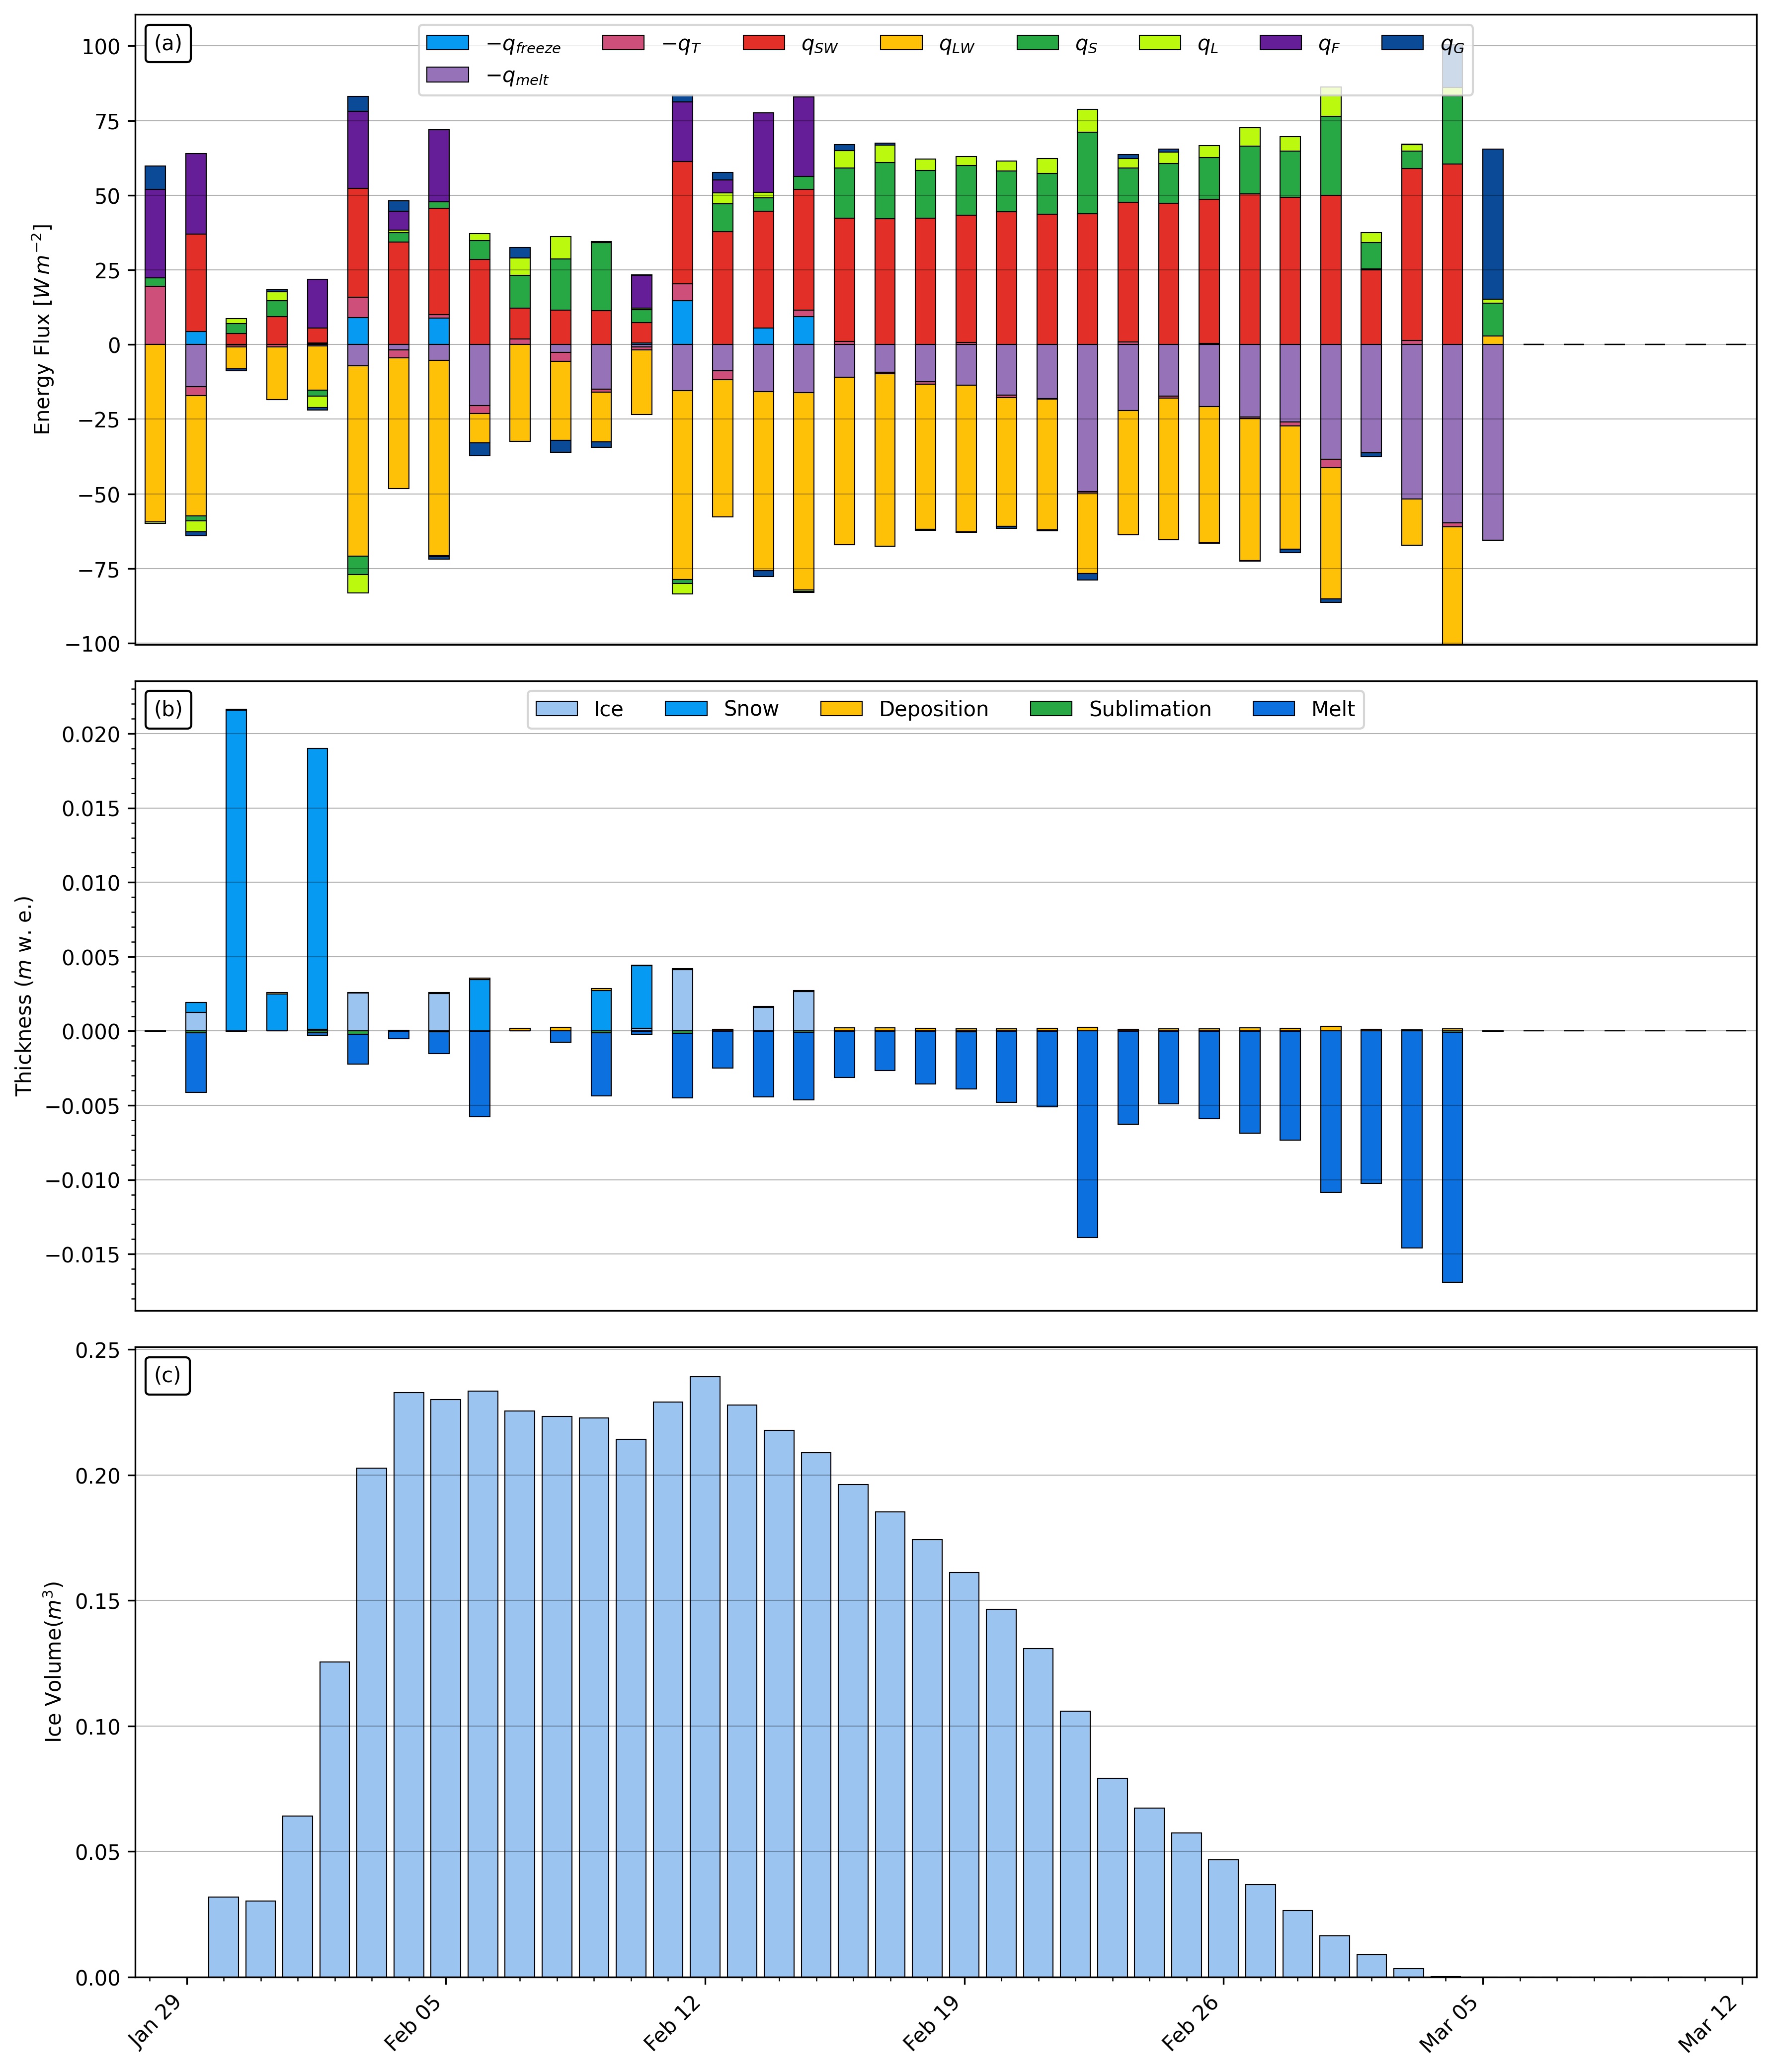 (a)
−q_freeze −q_T q_SW q_LW q_S q_L q_F q_G
−q_melt
100
75
50
25
0
−25
−50
−75
−100
Energy Flux [W m⁻²]
(b)
Ice Snow Deposition Sublimation Melt
0.020
0.015
0.010
0.005
0.000
−0.005
−0.010
−0.015
Thickness (m w. e.)
(c)
0.25
0.20
0.15
0.10
0.05
0.00
Ice Volume(m³)
Jan 29 Feb 05 Feb 12 Feb 19 Feb 26 Mar 05 Mar 12